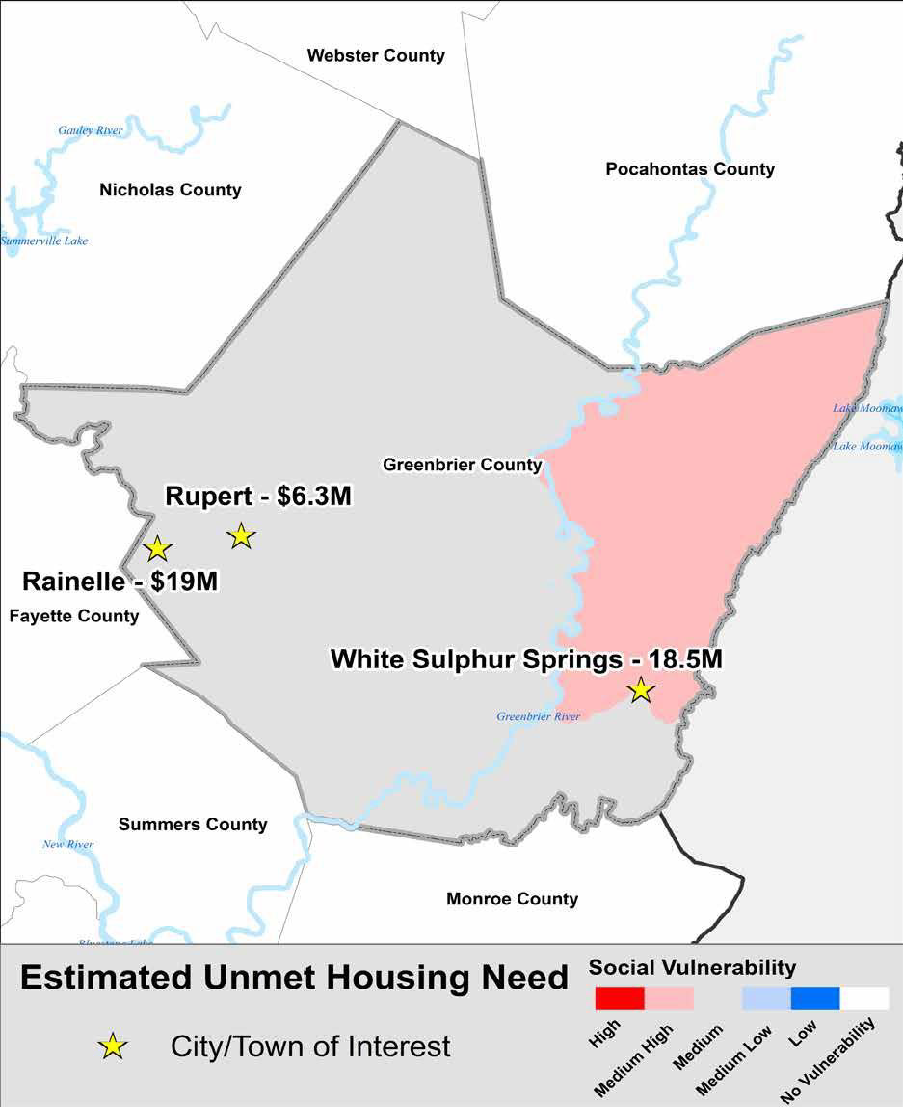 Webster County
Gauley River
Pocahontas County
Nicholas County
Summerville Lake
Lake Moomaw
Lake Moomaw
Greenbrier County
Rupert - $6.3M
Rainelle - $19M
Fayette County
White Sulphur Springs - 18.5M
Greenbrier River
Summers County
New River
Monroe County
Bluestone Lake
Estimated Unmet Housing Need
City/Town of Interest
Social Vulnerability
High
Medium High
Medium
Medium Low
Low
No Vulnerability